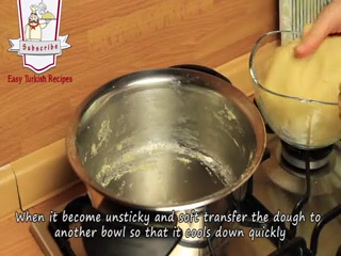 Subscribe
Easy Turkish Recipes
When it become unsticky and soft transfer the dough to
another bowl so that it cools down quickly